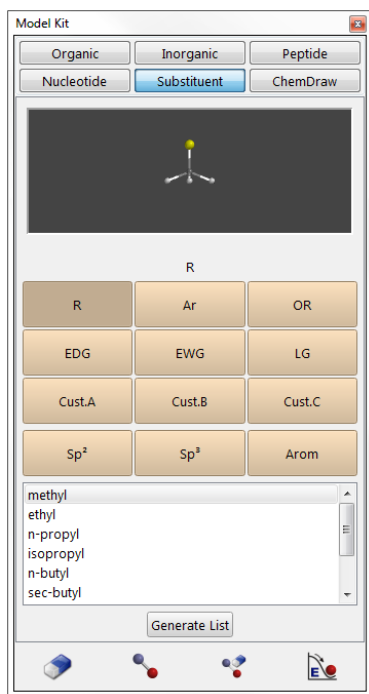 Model Kit
Organic Inorganic Peptide
Nucleotide Substituent ChemDraw
R
R Ar OR
EDG EWG LG
Cust.A Cust.B Cust.C
Sp² Sp³ Arom
methyl
ethyl
n-propyl
isopropyl
n-butyl
sec-butyl
Generate List
E